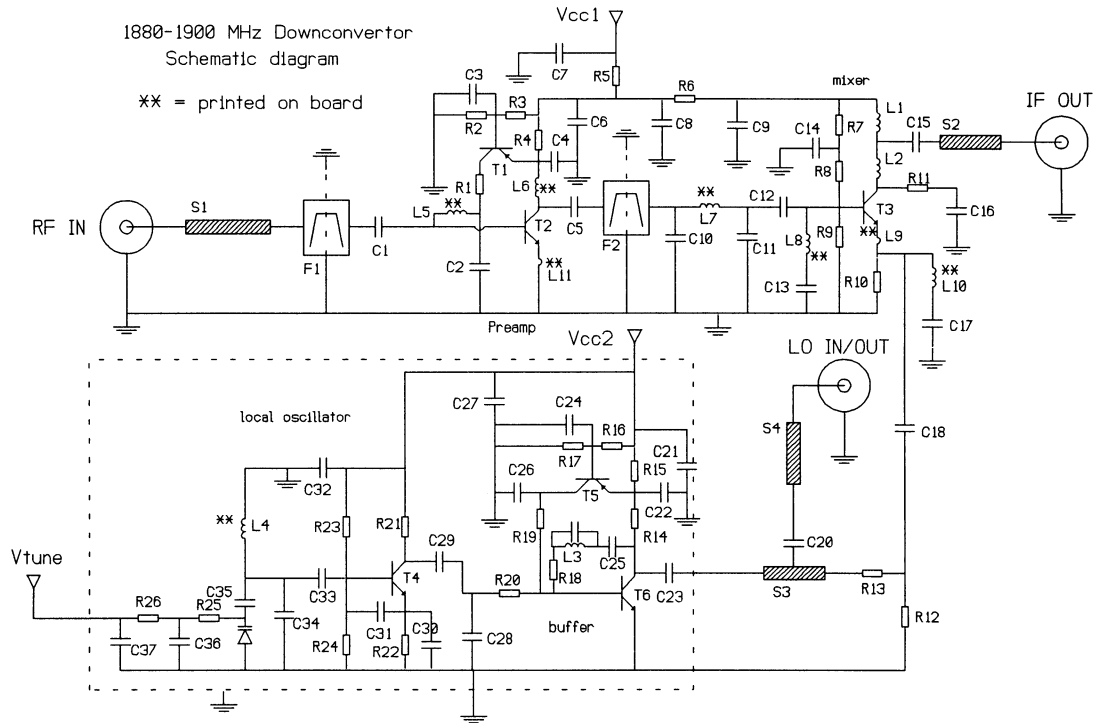 Vcc1
1880-1900 MHz Downconvertor
Schematic diagram
** = printed on board
C3
C7
R5
R3
R2
R6
mixer
IF OUT
L1
C15
S2
R4
C4
C6
C8
C9
C14
R7
T1
L2
R8
R11
R1
L6
**
L5
**
**
L7
C12
T3
C16
RF IN
S1
F1
C1
T2
C5
F2
C10
C11
L8
**
R9
**
L9
C2
**
L11
C13
R10
**
L10
C17
Preamp
Vcc2
LO IN/OUT
local oscillator
C27
C24
R16
R17
C21
S4
C18
C26
R15
T5
C22
C32
**
L4
R23
R21
C29
R19
L3
C25
R14
C20
Vtune
T4
R18
R20
T6
C23
S3
R13
C33
C35
R26
R25
C34
C31
C30
C28
buffer
R12
C37
C36
R24
R22